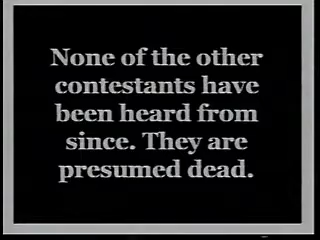 None of the other
contestants have
been heard from
since. They are
presumed dead.